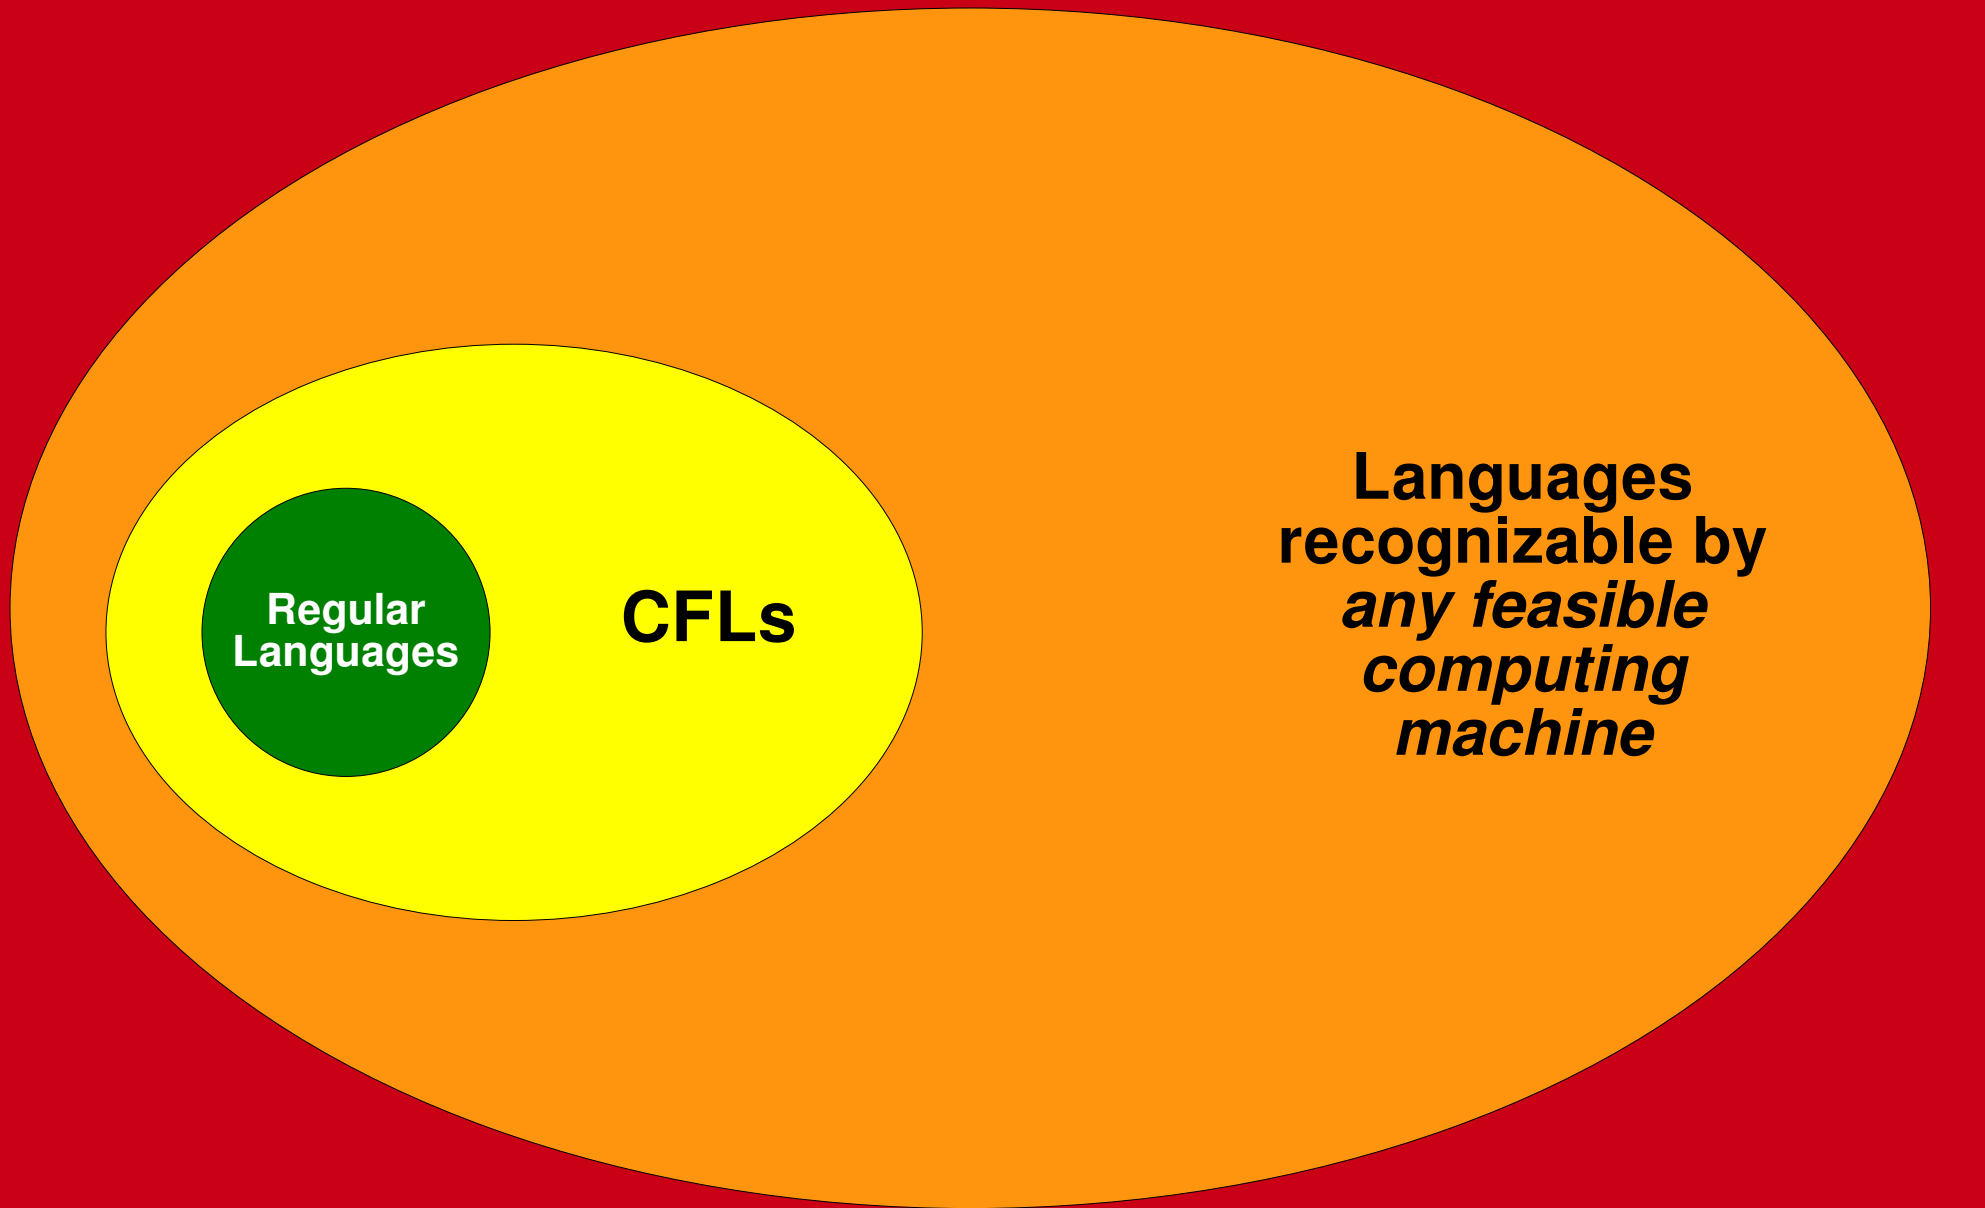 Regular
Languages
CFLs
Languages
recognizable by
any feasible
computing
machine